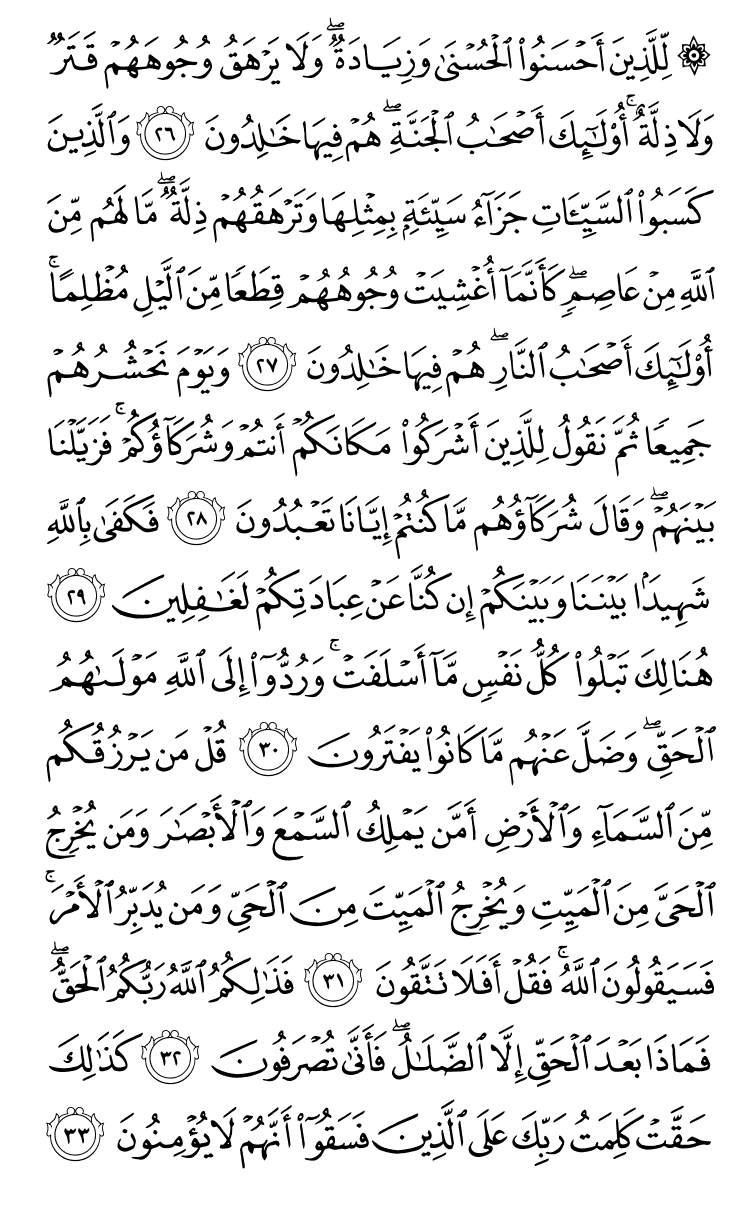 ۞ لِّلَّذِينَ أَحْسَنُوا۟ ٱلْحُسْنَىٰ وَزِيَادَةٌۖ وَلَا يَرْهَقُ وُجُوهَهُمْ قَتَرٌ
وَلَا ذِلَّةٌۚ أُو۟لَٰٓئِكَ أَصْحَٰبُ ٱلْجَنَّةِۖ هُمْ فِيهَا خَٰلِدُونَ ٢٦ وَٱلَّذِينَ
كَسَبُوا۟ ٱلسَّيِّـَٔاتِ جَزَآءُ سَيِّئَةٍۭ بِمِثْلِهَا وَتَرْهَقُهُمْ ذِلَّةٌۖ مَّا لَهُم مِّنَ
ٱللَّهِ مِنْ عَاصِمٍۖ كَأَنَّمَآ أُغْشِيَتْ وُجُوهُهُمْ قِطَعًا مِّنَ ٱلَّيْلِ مُظْلِمًاۚ
أُو۟لَٰٓئِكَ أَصْحَٰبُ ٱلنَّارِۖ هُمْ فِيهَا خَٰلِدُونَ ٢٧ وَيَوْمَ نَحْشُرُهُمْ
جَمِيعًا ثُمَّ نَقُولُ لِلَّذِينَ أَشْرَكُوا۟ مَكَانَكُمْ أَنتُمْ وَشُرَكَآؤُكُمْۚ فَزَيَّلْنَا
بَيْنَهُمْۖ وَقَالَ شُرَكَآؤُهُم مَّا كُنتُمْ إِيَّانَا تَعْبُدُونَ ٢٨ فَكَفَىٰ بِٱللَّهِ
شَهِيدًۢا بَيْنَنَا وَبَيْنَكُمْ إِن كُنَّا عَنْ عِبَادَتِكُمْ لَغَٰفِلِينَ ٢٩
هُنَالِكَ تَبْلُوا۟ كُلُّ نَفْسٍ مَّآ أَسْلَفَتْۚ وَرُدُّوٓا۟ إِلَى ٱللَّهِ مَوْلَىٰهُمُ
ٱلْحَقِّۖ وَضَلَّ عَنْهُم مَّا كَانُوا۟ يَفْتَرُونَ ٣٠ قُلْ مَن يَرْزُقُكُم
مِّنَ ٱلسَّمَآءِ وَٱلْأَرْضِ أَمَّن يَمْلِكُ ٱلسَّمْعَ وَٱلْأَبْصَٰرَ وَمَن يُخْرِجُ
ٱلْحَىَّ مِنَ ٱلْمَيِّتِ وَيُخْرِجُ ٱلْمَيِّتَ مِنَ ٱلْحَىِّ وَمَن يُدَبِّرُ ٱلْأَمْرَۚ
فَسَيَقُولُونَ ٱللَّهُۚ فَقُلْ أَفَلَا تَتَّقُونَ ٣١ فَذَٰلِكُمُ ٱللَّهُ رَبُّكُمُ ٱلْحَقُّۖ
فَمَاذَا بَعْدَ ٱلْحَقِّ إِلَّا ٱلضَّلَٰلُۖ فَأَنَّىٰ تُصْرَفُونَ ٣٢ كَذَٰلِكَ
حَقَّتْ كَلِمَتُ رَبِّكَ عَلَى ٱلَّذِينَ فَسَقُوٓا۟ أَنَّهُمْ لَا يُؤْمِنُونَ ٣٣